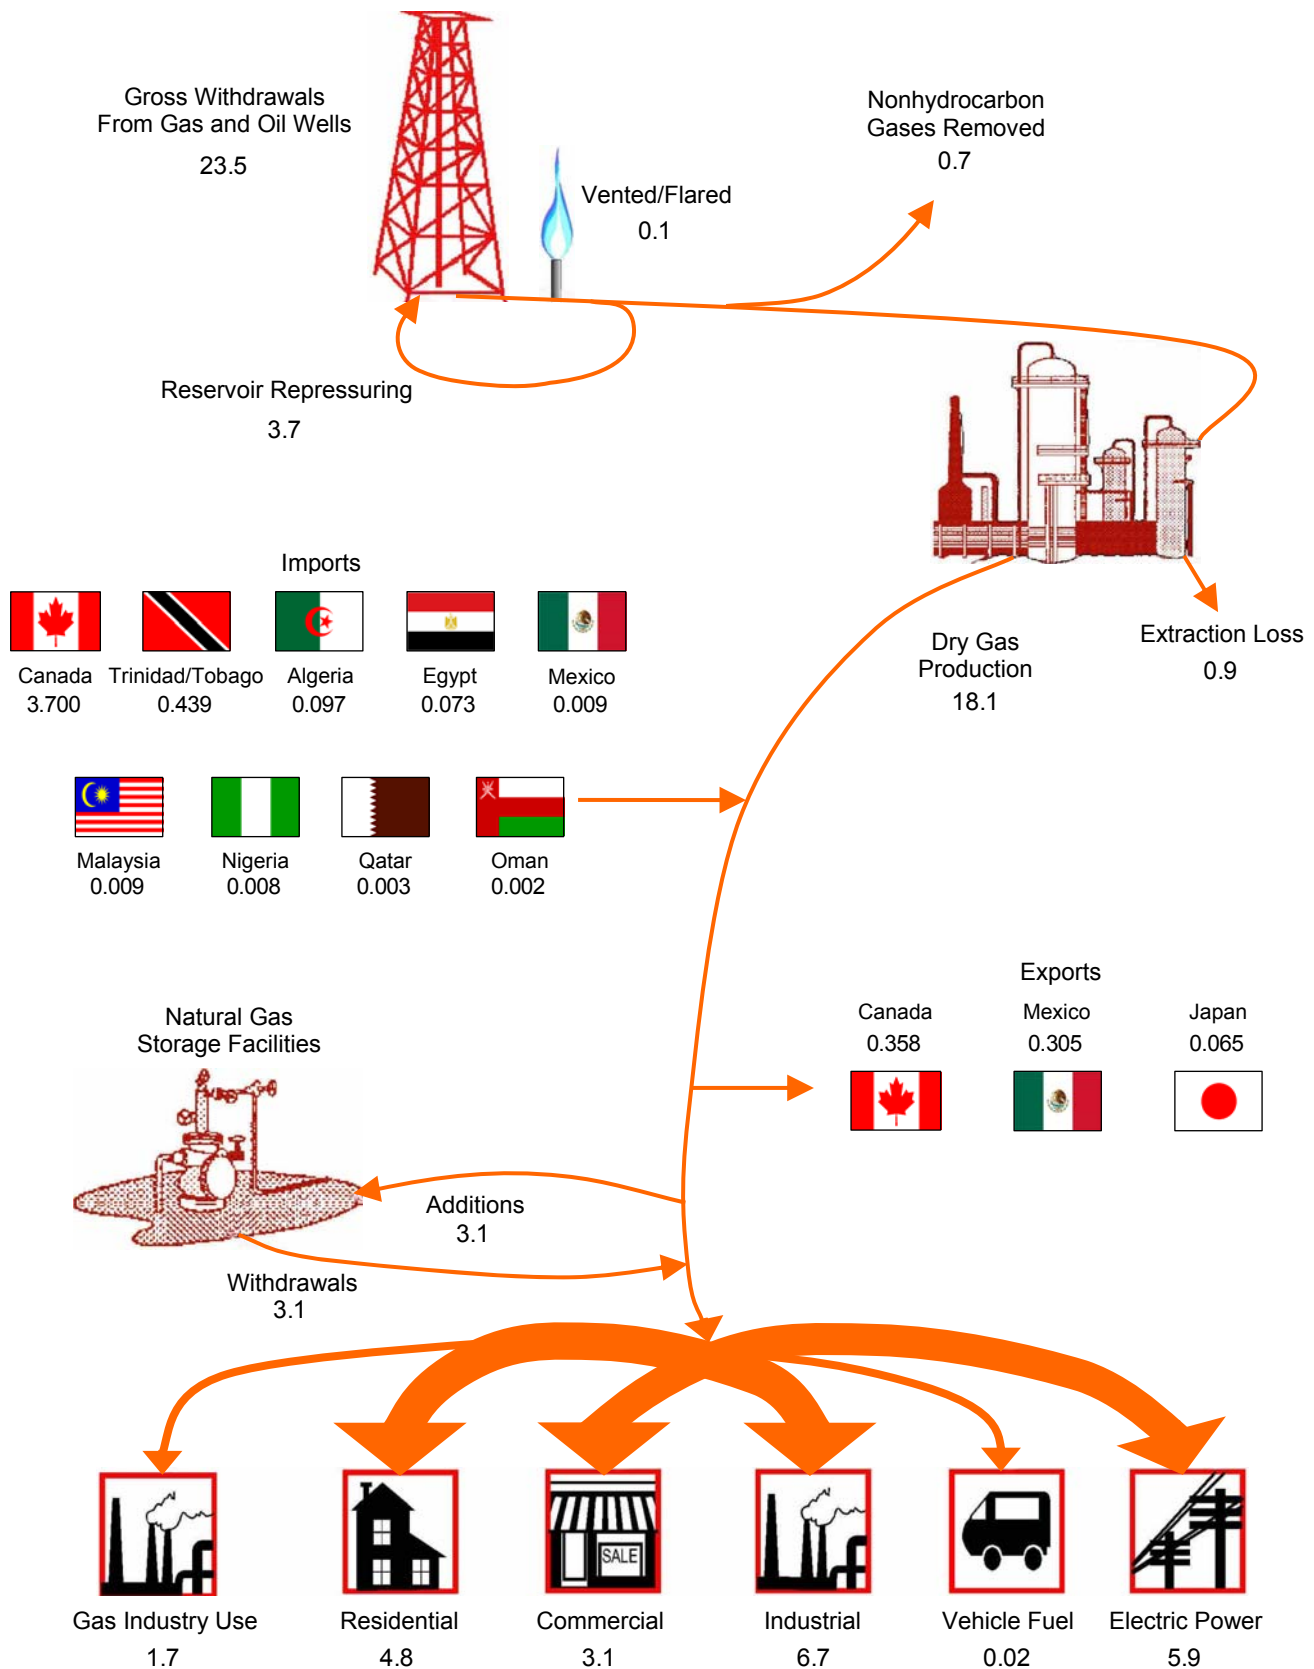 Gross Withdrawals
From Gas and Oil Wells
23.5
Nonhydrocarbon
Gases Removed
0.7
Vented/Flared
0.1
Reservoir Repressuring
3.7
Imports
Canada
3.700
Trinidad/Tobago
0.439
Algeria
0.097
Egypt
0.073
Mexico
0.009
Dry Gas
Production
18.1
Extraction Loss
0.9
Malaysia
0.009
Nigeria
0.008
Qatar
0.003
Oman
0.002
Exports
Canada
0.358
Mexico
0.305
Japan
0.065
Natural Gas
Storage Facilities
Additions
3.1
Withdrawals
3.1
SALE
Gas Industry Use
1.7
Residential
4.8
Commercial
3.1
Industrial
6.7
Vehicle Fuel
0.02
Electric Power
5.9